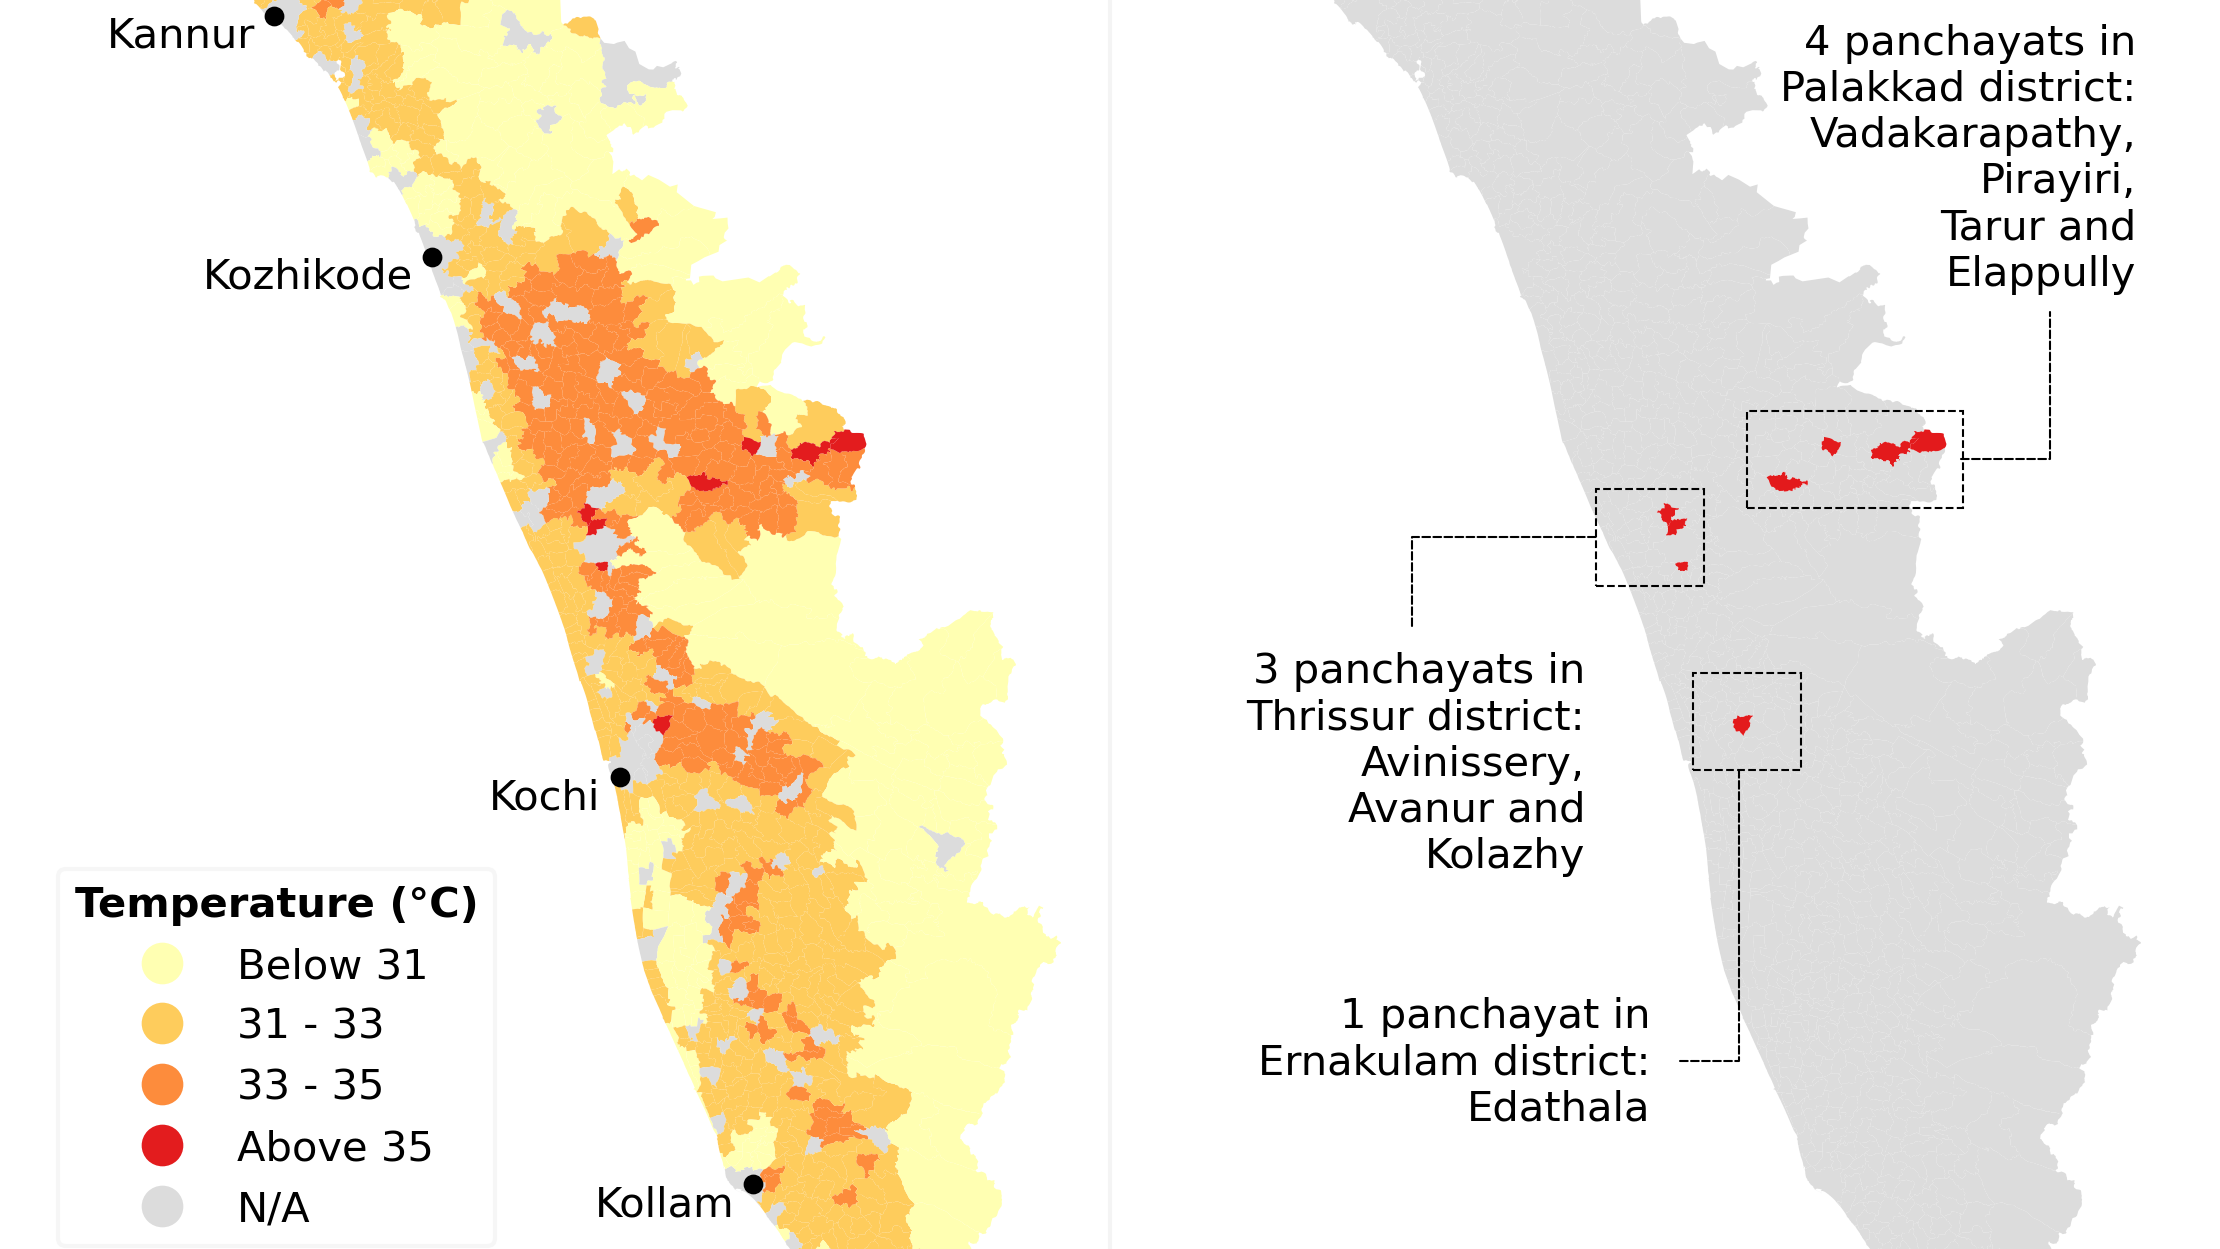 Kannur
Kozhikode
Kochi
Kollam
Temperature (°C)
Below 31
31 - 33
33 - 35
Above 35
N/A
4 panchayats in
Palakkad district:
Vadakarapathy,
Pirayiri,
Tarur and
Elappully
3 panchayats in
Thrissur district:
Avinissery,
Avanur and
Kolazhy
1 panchayat in
Ernakulam district:
Edathala